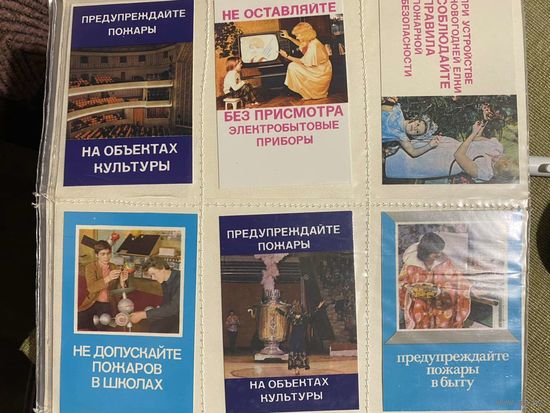 ПРЕДУПРЕЖДАЙТЕ
ПОЖАРЫ
НА ОБЪЕКТАХ
КУЛЬТУРЫ
НЕ ОСТАВЛЯЙТЕ
БЕЗ ПРИСМОТРА
ЭЛЕКТРОБЫТОВЫЕ
ПРИБОРЫ
ПРИ УСТРОЙСТВЕ
НОВОГОДНЕЙ ЕЛКИ
СОБЛЮДАЙТЕ
ПРАВИЛА
ПОЖАРНОЙ
БЕЗОПАСНОСТИ
НЕ ДОПУСКАЙТЕ
ПОЖАРОВ
В ШКОЛАХ
ПРЕДУПРЕЖДАЙТЕ
ПОЖАРЫ
НА ОБЪЕКТАХ
КУЛЬТУРЫ
предупреждайте
пожары
в быту